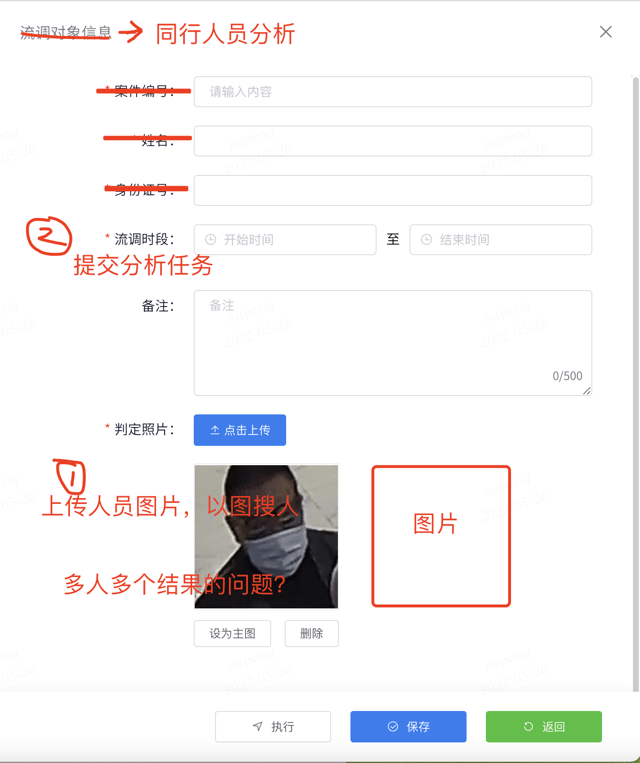 流调对象信息 → 同行人员分析
* 案件编号： 请输入内容
* 姓名：
* 身份证号：
2 * 流调时段： 开始时间 至 结束时间
提交分析任务
备注： 备注
0/500
* 判定照片： 点击上传
1
上传人员图片，以图搜人
图片
多人多个结果的问题？
设为主图 删除
执行 保存 返回
2022.05.26